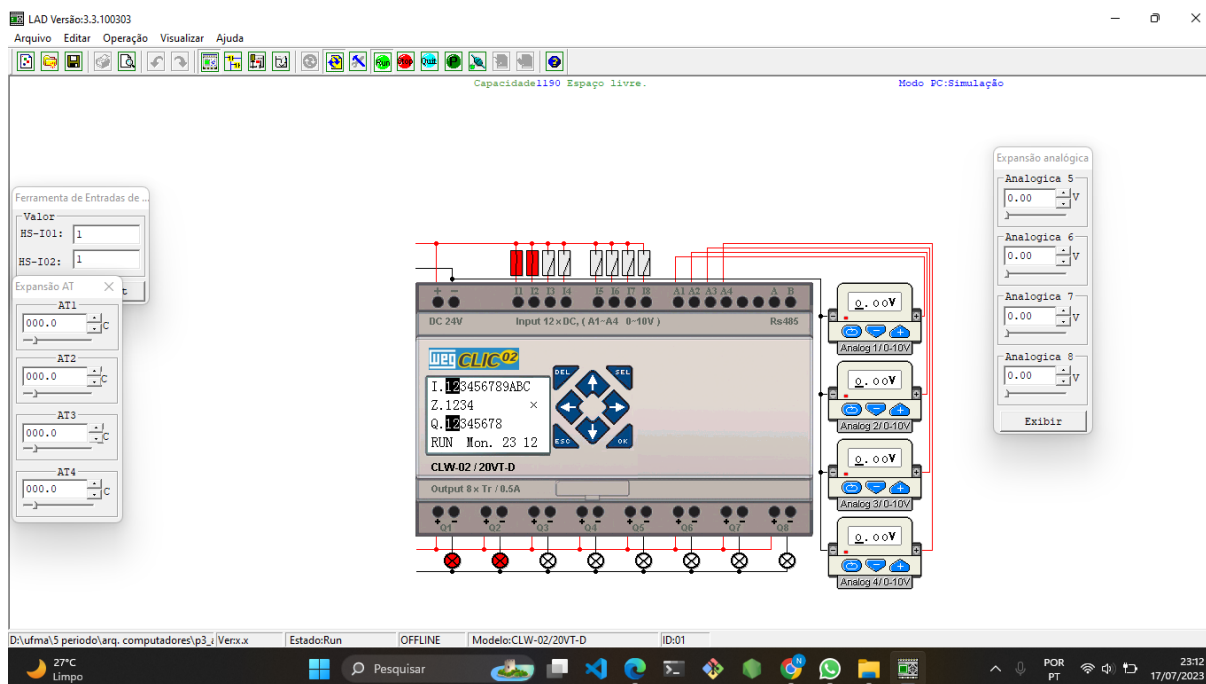 LAD Versão:3.3.100303
Arquivo Editar Operação Visualizar Ajuda
Run Stop Quit P
Capacidade1190 Espaço livre.
Modo PC:Simulação
Ferramenta de Entradas de ...
Valor
HS-I01: 1
HS-I02: 1
t
Expansão AT
AT1
000.0 C
AT2
000.0 C
AT3
000.0 C
AT4
000.0 C
+ - I1 I2 I3 I4 I5 I6 I7 I8 A1 A2 A3 A4 A B
DC 24V Input 12×DC, ( A1~A4 0~10V ) Rs485
weg CLIC 02
I.123456789ABC
Z.1234 ×
Q.12345678
RUN Mon. 23 12
DEL SEL
ESC OK
CLW-02 / 20VT-D
Output 8 x Tr / 0.5A
+ - + - + - + - + - + - + - + -
Q1 Q2 Q3 Q4 Q5 Q6 Q7 Q8
0.00V
- +
Analog 1/ 0-10V
0.00V
- +
Analog 2/ 0-10V
0.00V
- +
Analog 3/ 0-10V
0.00V
- +
Analog 4/ 0-10V
Expansão analógica
Analogica 5
0.00 V
Analogica 6
0.00 V
Analogica 7
0.00 V
Analogica 8
0.00 V
Exibir
D:\ufma\5 periodo\arq. computadores\p3_ Ver:x.x Estado:Run OFFLINE Modelo:CLW-02/20VT-D ID:01
27°C
Limpo
Pesquisar
N
POR
PT
23:12
17/07/2023